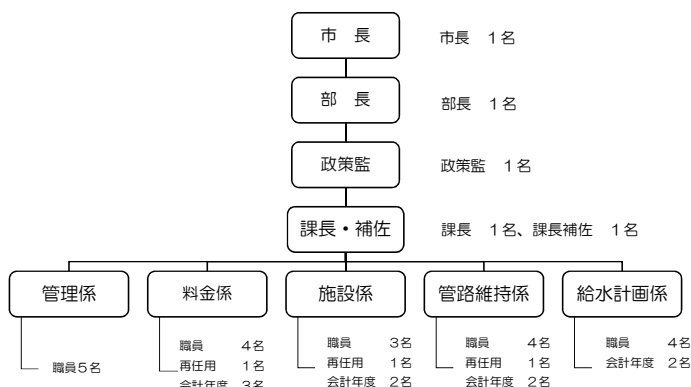 市　長　市長　１名
部　長　部長　１名
政策監　政策監　１名
課長・補佐　課長　１名、課長補佐　１名
管理係　料金係　施設係　管路維持係　給水計画係
職員５名
職員　４名
再任用　１名
会計年度　３名
職員　３名
再任用　１名
会計年度　２名
職員　４名
再任用　１名
会計年度　２名
職員　４名
会計年度　２名